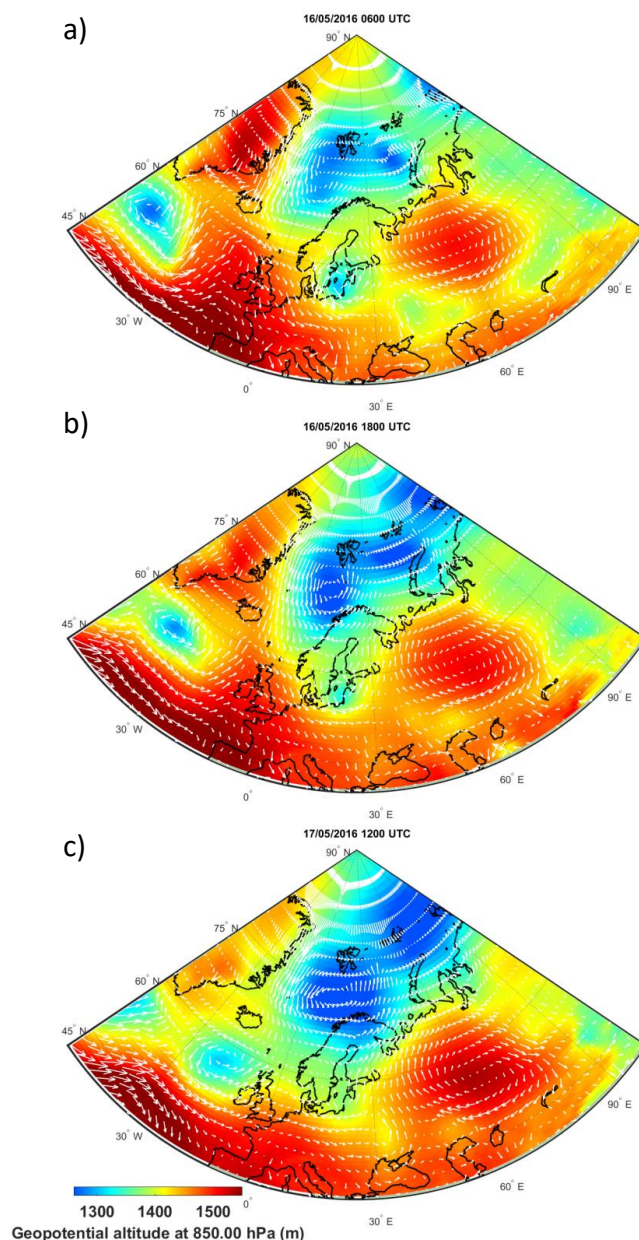 a)
16/05/2016 0600 UTC
90° N
75° N
60° N
45° N
30° W
0°
30° E
60° E
90° E
b)
16/05/2016 1800 UTC
90° N
75° N
60° N
45° N
30° W
0°
30° E
60° E
90° E
c)
17/05/2016 1200 UTC
90° N
75° N
60° N
45° N
30° W
0°
30° E
60° E
90° E
1300 1400 1500
Geopotential altitude at 850.00 hPa (m)